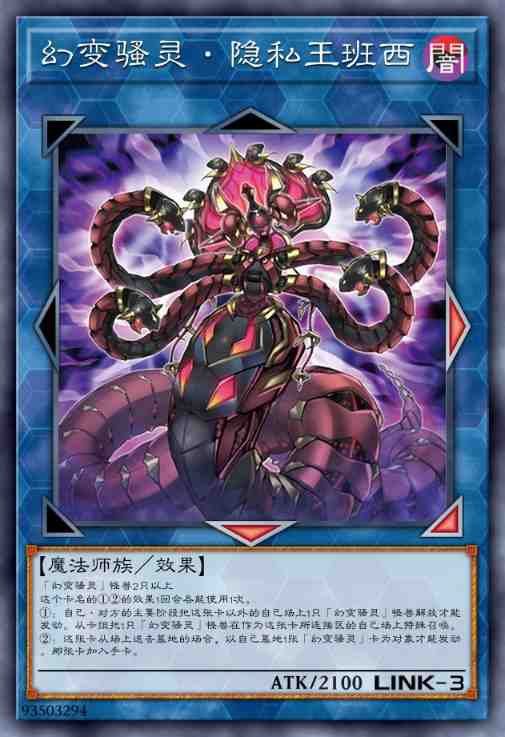 幻变骚灵・隐私王班西 闇
【魔法师族／效果】
「幻变骚灵」怪兽2只以上
这个卡名的①②的效果1回合各能使用1次。
①：自己・对方的主要阶段把这张卡以外的自己场上1只「幻变骚灵」怪兽解放才能
发动。从卡组把1只「幻变骚灵」怪兽在作为这张卡所连接区的自己场上特殊召唤。
②：这张卡从场上送去墓地的场合，以自己墓地1张「幻变骚灵」卡为对象才能发动
。那张卡加入手卡。
ATK/2100 LINK-3
93503294